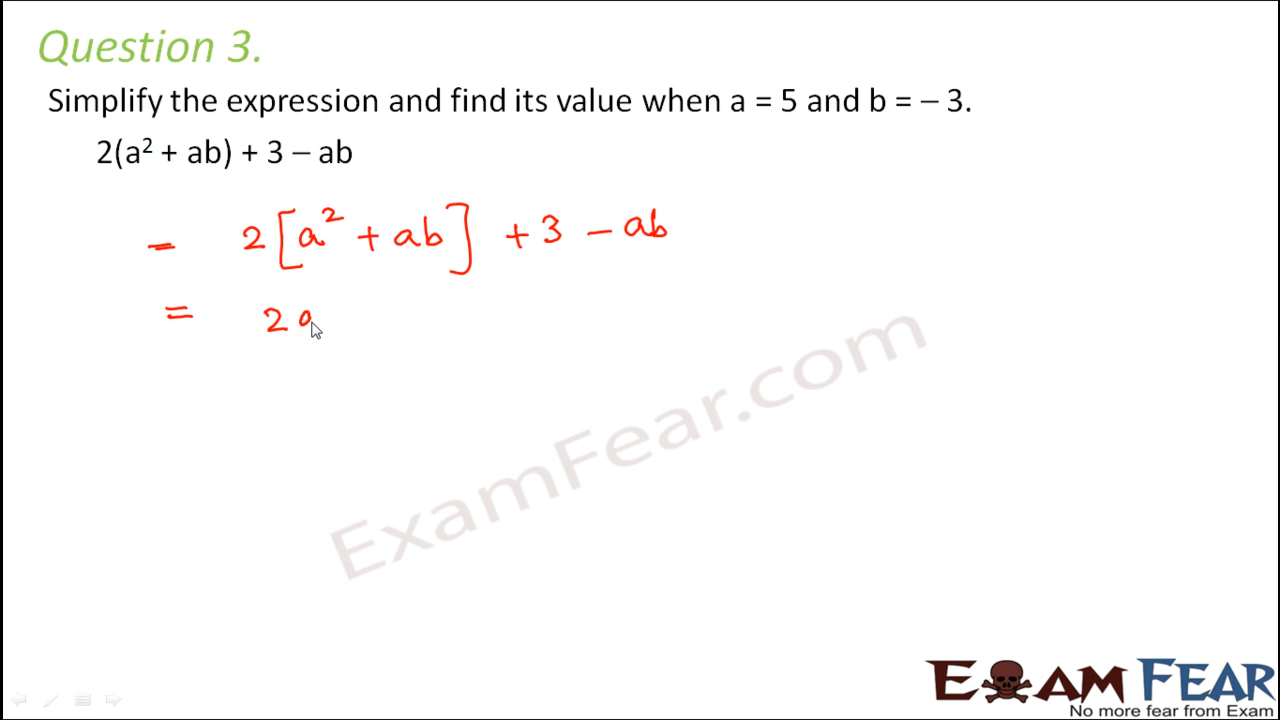 Question 3.
Simplify the expression and find its value when a = 5 and b = – 3.
2(a² + ab) + 3 – ab
= 2[a² + ab] + 3 – ab
= 2a
ExamFear.com
EXAMFEAR
No more fear from Exam